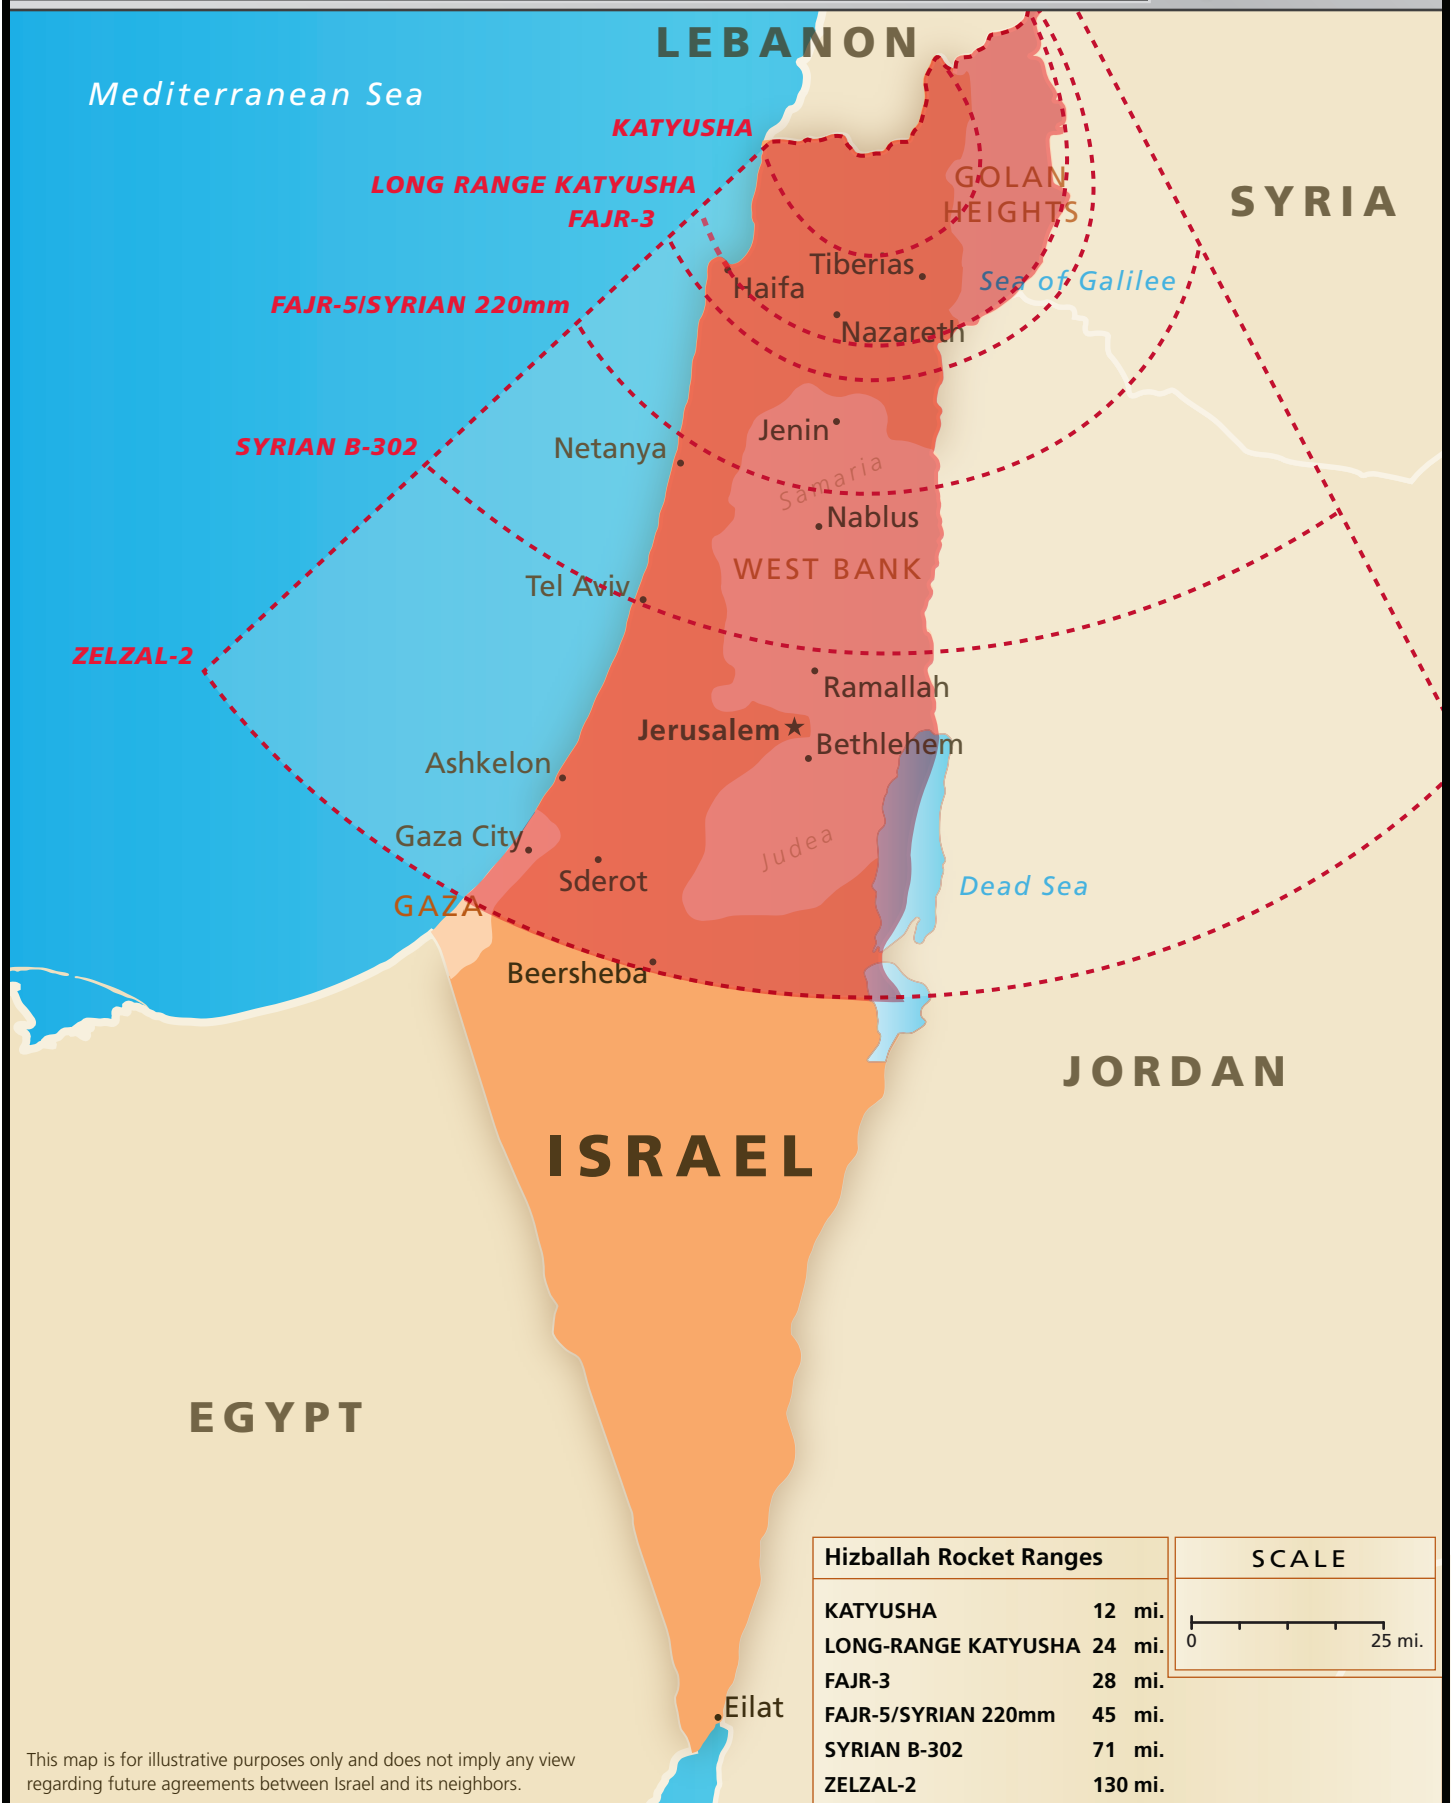 LEBANON
Mediterranean Sea
KATYUSHA
LONG RANGE KATYUSHA
GOLAN
HEIGHTS
SYRIA
FAJR-3
Tiberias
Sea of Galilee
Haifa
FAJR-5/SYRIAN 220mm
Nazareth
Jenin
SYRIAN B-302
Netanya
Samaria
Nablus
WEST BANK
Tel Aviv
ZELZAL-2
Ramallah
Jerusalem
Bethlehem
Ashkelon
Gaza City
Judea
Sderot
Dead Sea
GAZA
Beersheba
JORDAN
ISRAEL
EGYPT
Eilat
Hizballah Rocket Ranges
KATYUSHA 12 mi.
LONG-RANGE KATYUSHA 24 mi.
FAJR-3 28 mi.
FAJR-5/SYRIAN 220mm 45 mi.
SYRIAN B-302 71 mi.
ZELZAL-2 130 mi.
SCALE
0 25 mi.
This map is for illustrative purposes only and does not imply any view
regarding future agreements between Israel and its neighbors.